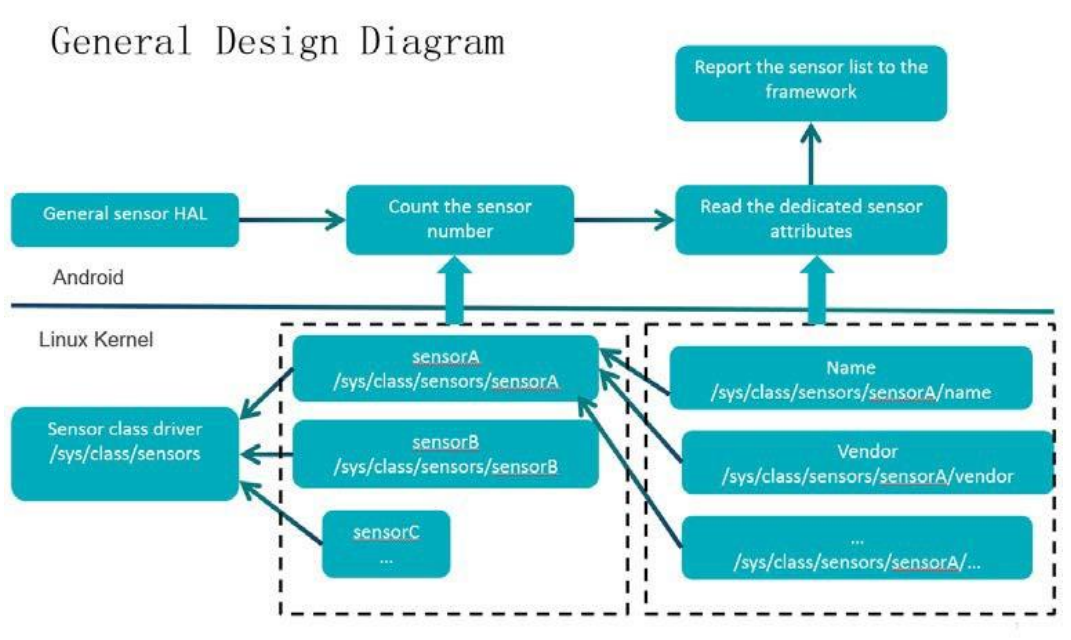 General Design Diagram
Report the sensor list to the
framework
General sensor HAL
Count the sensor
number
Read the dedicated sensor
attributes
Android
Linux Kernel
sensorA
/sys/class/sensors/sensorA
Name
/sys/class/sensors/sensorA/name
Sensor class driver
/sys/class/sensors
sensorB
/sys/class/sensors/sensorB
Vendor
/sys/class/sensors/sensorA/vendor
sensorC
...
...
/sys/class/sensors/sensorA/...